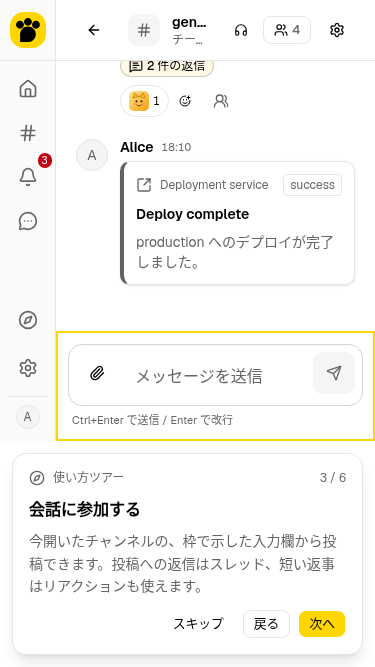 gen...
チー...
4
2 件の返信
1
3
A
Alice 18:10
Deployment service success
Deploy complete
production へのデプロイが完了
しました。
メッセージを送信
Ctrl+Enter で送信 / Enter で改行
A
使い方ツアー 3 / 6
会話に参加する
今開いたチャンネルの、枠で示した入力欄から投
稿できます。投稿への返信はスレッド、短い返事
はリアクションも使えます。
スキップ 戻る 次へ